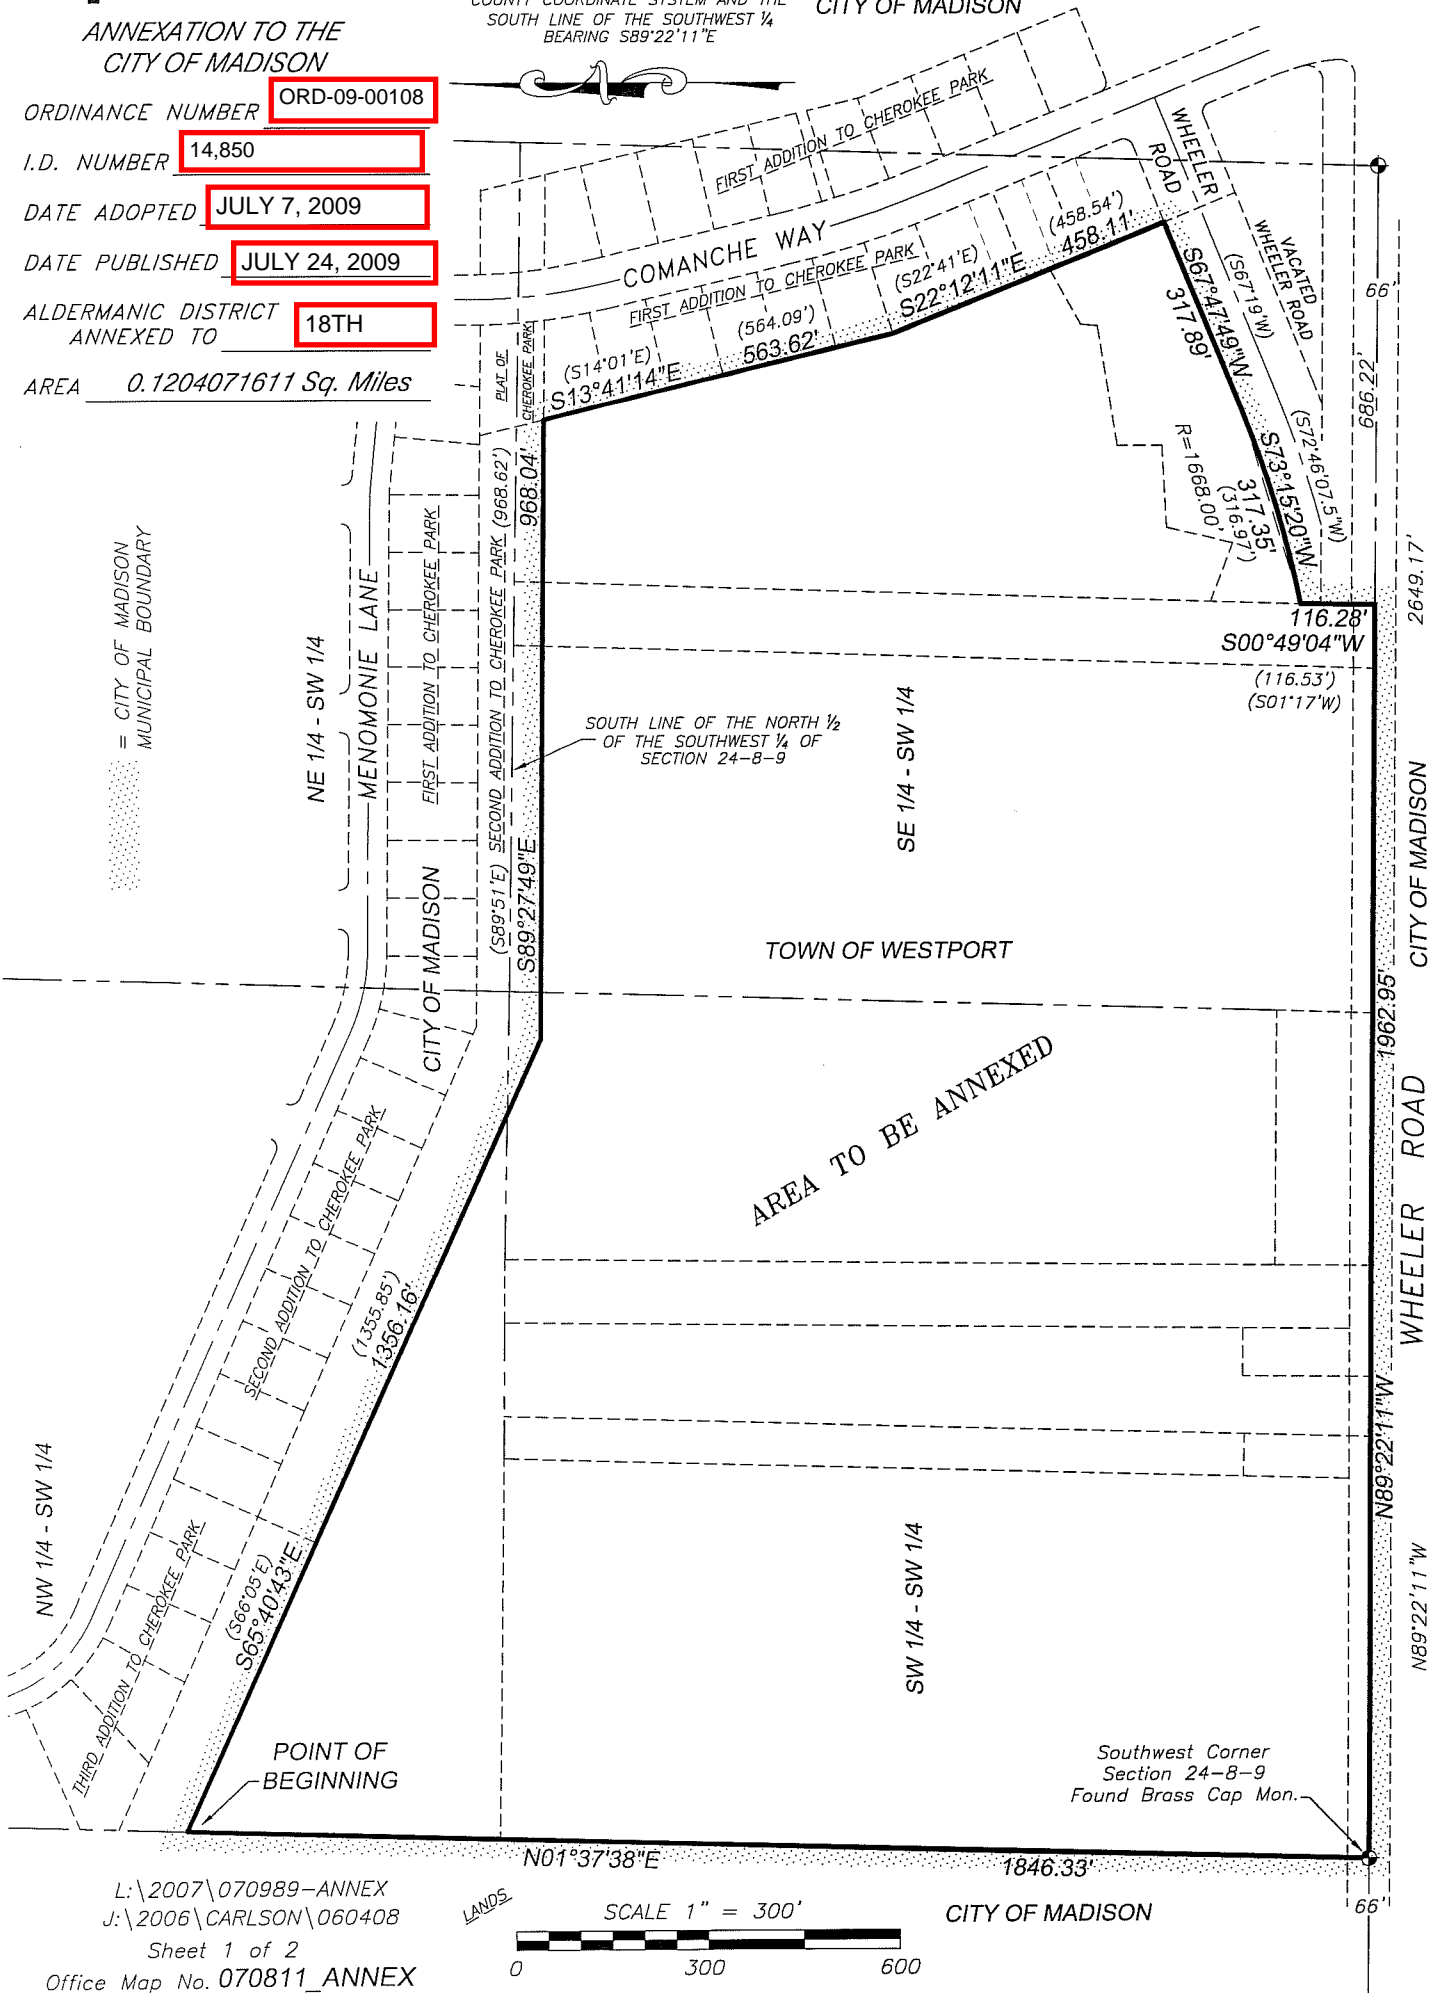 COUNTY COORDINATE SYSTEM AND THE
SOUTH LINE OF THE SOUTHWEST ¼
BEARING S89°22'11"E
CITY OF MADISON
ANNEXATION TO THE
CITY OF MADISON
ORDINANCE NUMBER ORD-09-00108
I.D. NUMBER 14,850
DATE ADOPTED JULY 7, 2009
DATE PUBLISHED JULY 24, 2009
ALDERMANIC DISTRICT
ANNEXED TO 18TH
AREA 0.1204071611 Sq. Miles
FIRST ADDITION TO CHEROKEE PARK
COMANCHE WAY
FIRST ADDITION TO CHEROKEE PARK
WHEELER
ROAD
VACATED
WHEELER ROAD
(458.54')
458.11'
(S22°41'E)
S22°12'11"E
(564.09')
563.62'
(S14°01'E)
S13°41'14"E
PLAT OF
CHEROKEE PARK
(S67°19'W)
S67°47'49"W
317.89'
66'
686.22'
(S72°46'07.5"W)
S73°15'20"W
317.35'
(316.97')
R=1668.00'
2649.17'
116.28'
S00°49'04"W
(116.53')
(S01°17'W)
(968.62')
968.04'
= CITY OF MADISON
MUNICIPAL BOUNDARY
NE 1/4 - SW 1/4
MENOMONIE LANE
FIRST ADDITION TO CHEROKEE PARK
FIRST ADDITION TO CHEROKEE PARK
SECOND ADDITION TO CHEROKEE PARK
(S89°51'E)
S89°27'49"E
SOUTH LINE OF THE NORTH ½
OF THE SOUTHWEST ¼ OF
SECTION 24-8-9
SE 1/4 - SW 1/4
CITY OF MADISON
CITY OF MADISON
TOWN OF WESTPORT
1962.95'
AREA TO BE ANNEXED
WHEELER ROAD
SECOND ADDITION TO CHEROKEE PARK
(1355.85')
1356.16'
N89°22'11"W
N89°22'11"W
NW 1/4 - SW 1/4
SW 1/4 - SW 1/4
(S66°05'E)
S65°40'43"E
THIRD ADDITION TO CHEROKEE PARK
POINT OF
BEGINNING
Southwest Corner
Section 24-8-9
Found Brass Cap Mon.
N01°37'38"E
1846.33'
66'
L:\2007\070989-ANNEX
J:\2006\CARLSON\060408
Sheet 1 of 2
Office Map No. 070811_ANNEX
LANDS
SCALE 1" = 300'
0 300 600
CITY OF MADISON